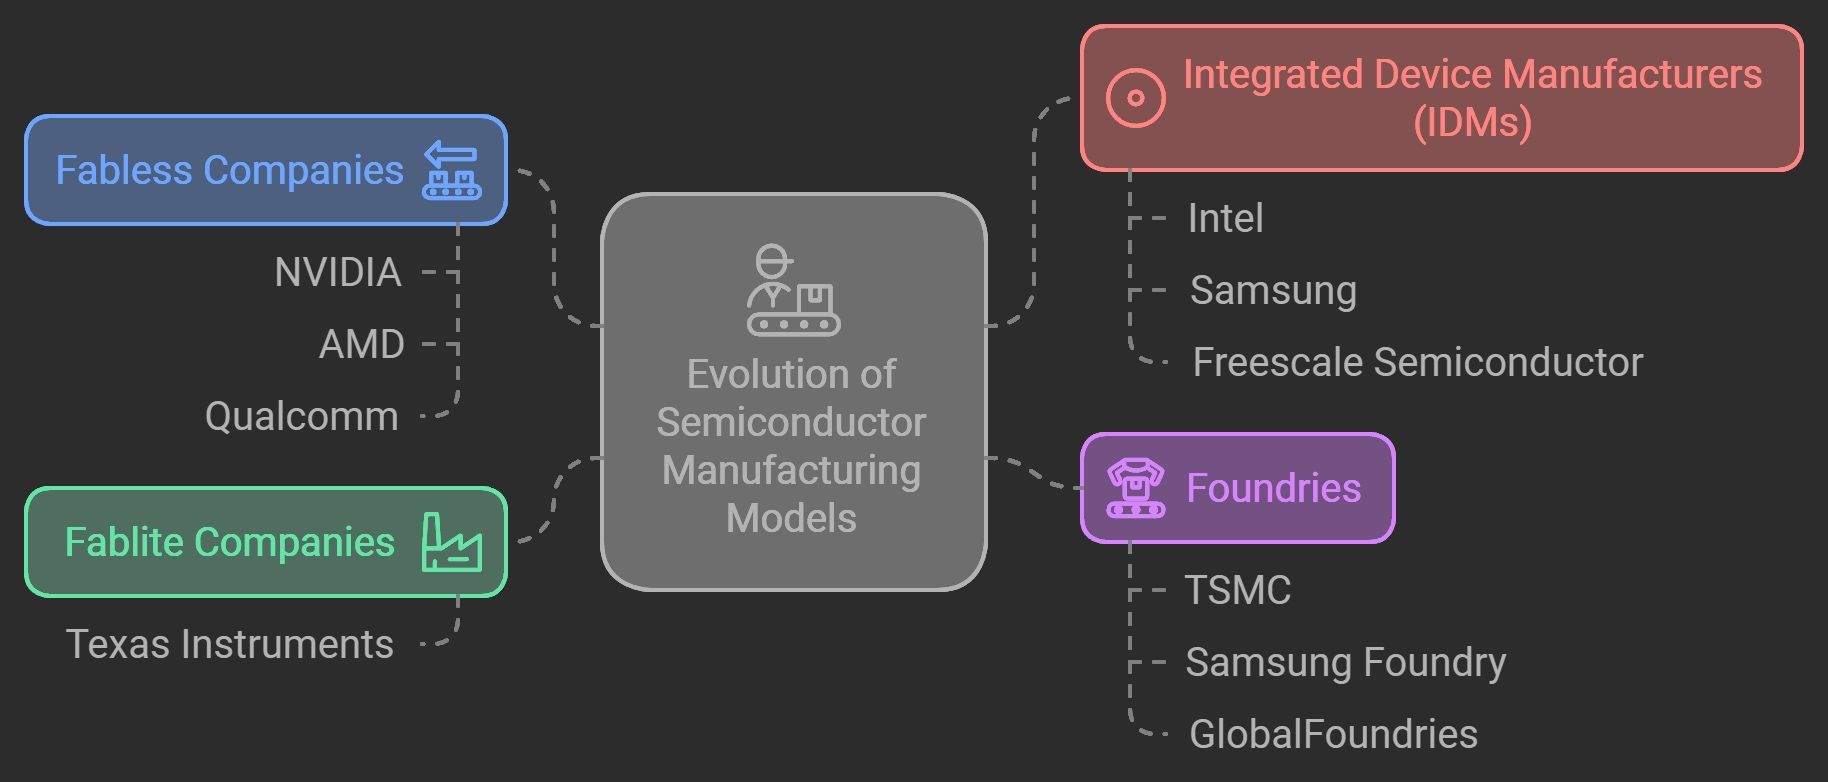 Fabless Companies
NVIDIA
AMD
Qualcomm
Fablite Companies
Texas Instruments
Evolution of
Semiconductor
Manufacturing
Models
Integrated Device Manufacturers
(IDMs)
Intel
Samsung
Freescale Semiconductor
Foundries
TSMC
Samsung Foundry
GlobalFoundries